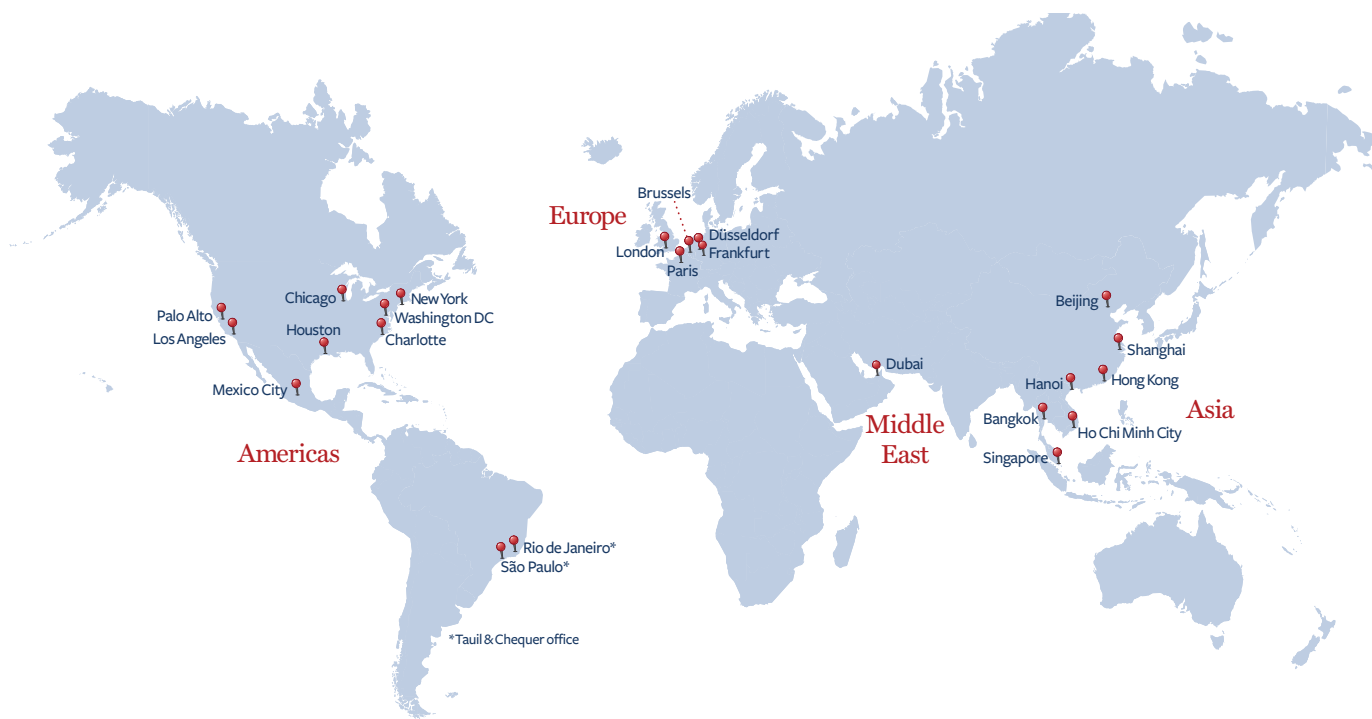 Brussels
Europe
Düsseldorf
London
Frankfurt
Paris
Chicago
New York
Palo Alto
Washington DC
Los Angeles
Houston
Charlotte
Mexico City
Americas
Rio de Janeiro*
São Paulo*
*Tauil & Chequer office
Beijing
Shanghai
Dubai
Hanoi
Hong Kong
Bangkok
Asia
Middle
East
Ho Chi Minh City
Singapore